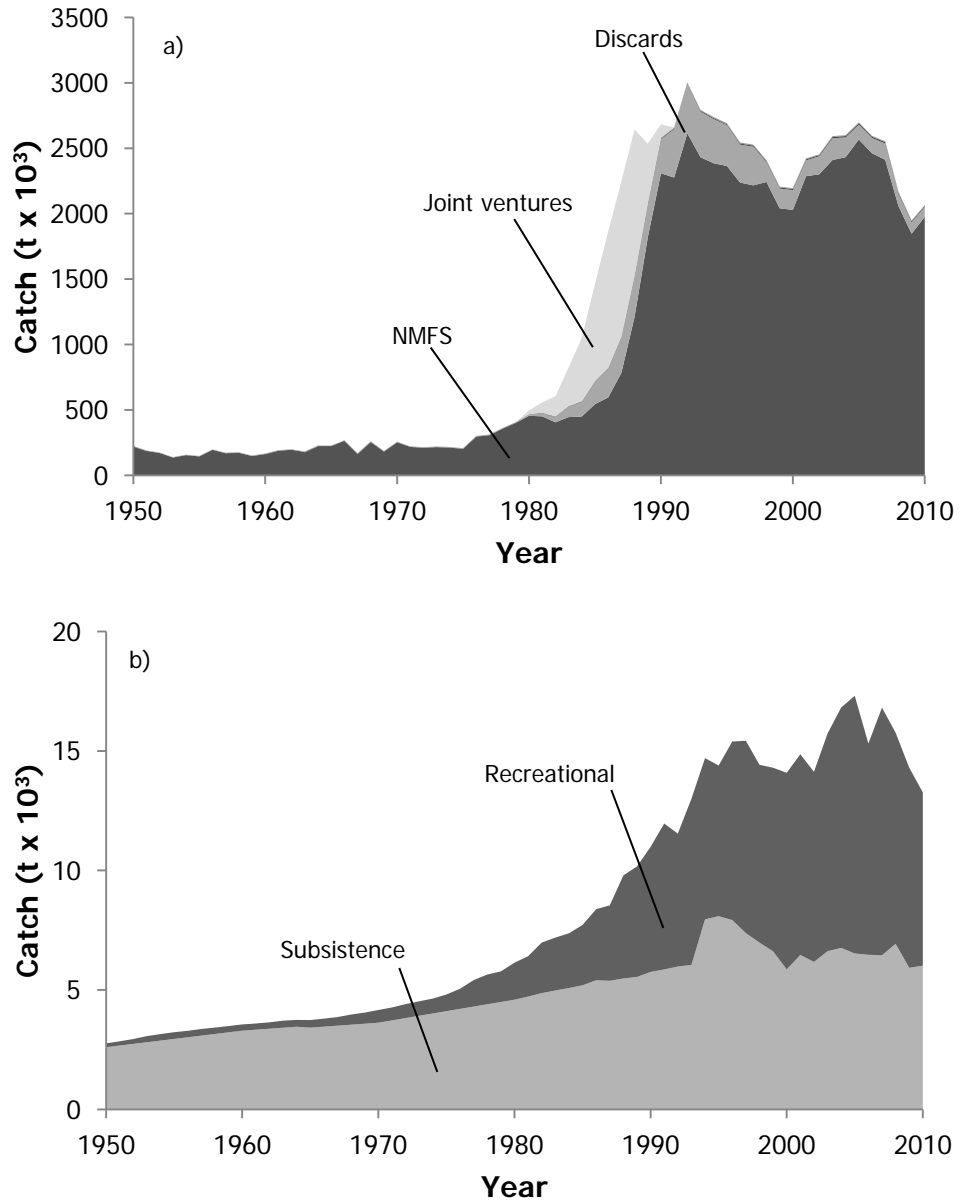 3500
a)
Discards
3000
2500
2000
Joint ventures
1500
NMFS
1000
500
0
Catch (t x 10³)
1950 1960 1970 1980 1990 2000 2010
Year
20
b)
15
Recreational
10
Subsistence
5
0
Catch (t x 10³)
1950 1960 1970 1980 1990 2000 2010
Year